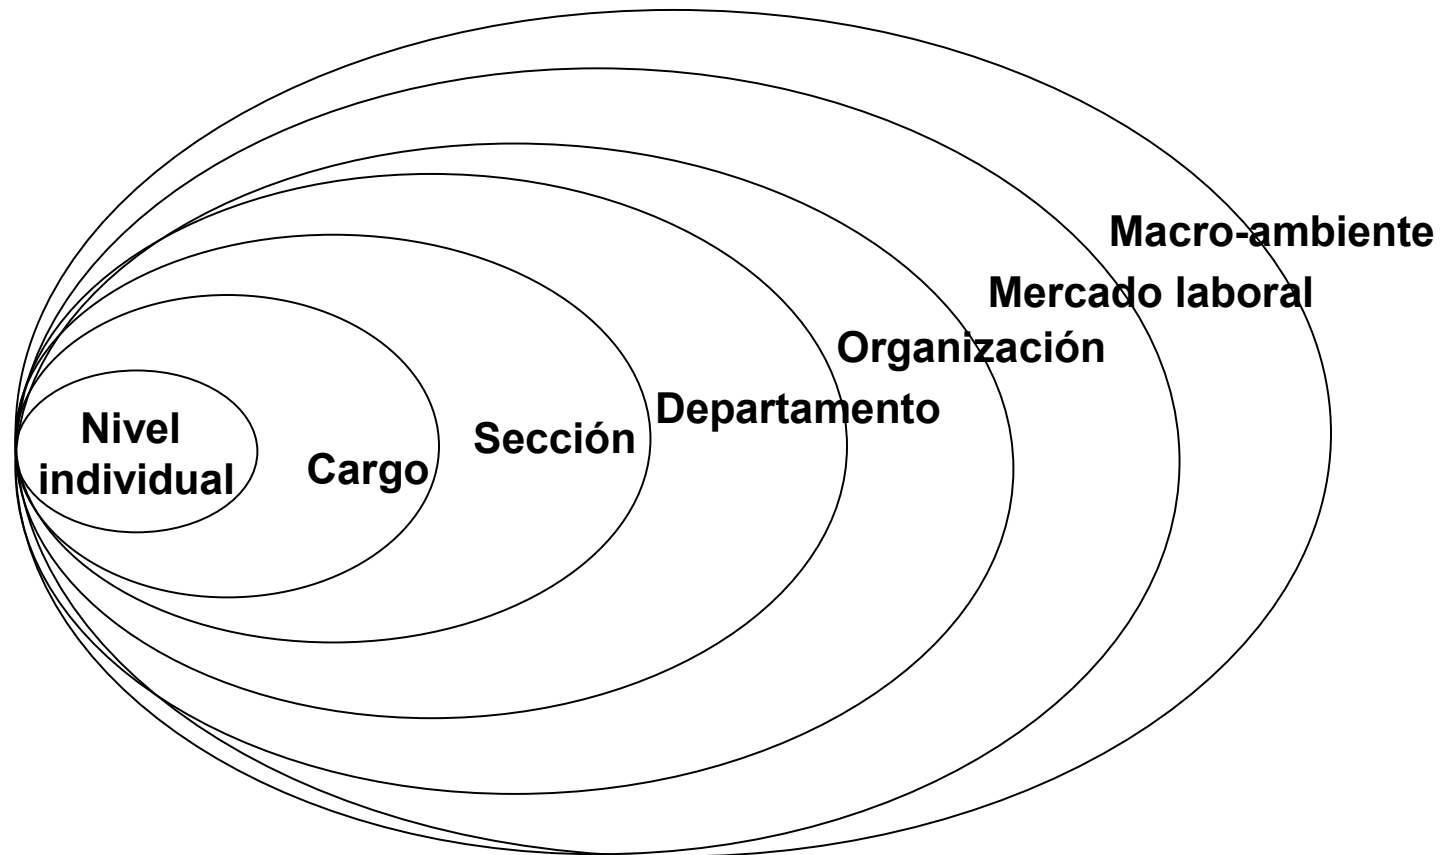 Macro-ambiente
Mercado laboral
Organización
Departamento
Sección
Cargo
Nivel
individual